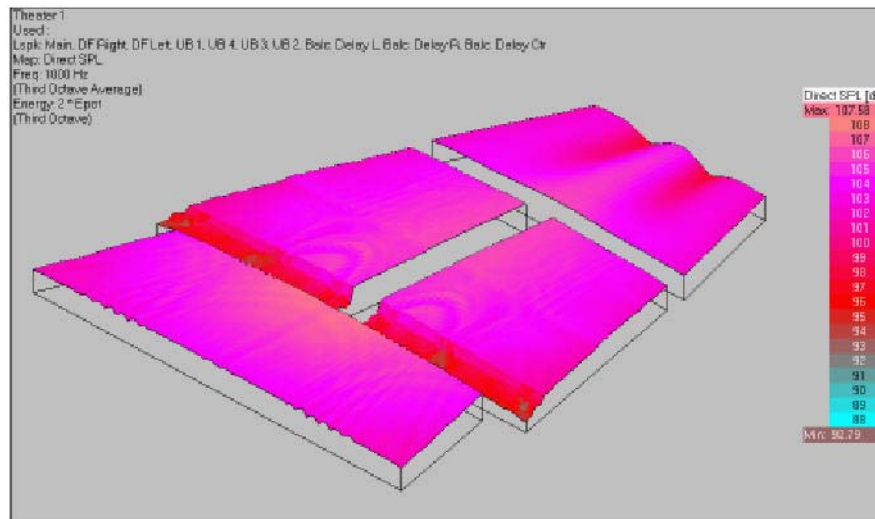 Theater 1
Used :
Lspk: Main, DF Right, DF Left, UB 1, UB 4, UB 3, UB 2, Balc Delay L, Balc Delay R, Balc Delay Ctr
Map: Direct SPL
Freq: 1000 Hz
(Third Octave Average)
Energy: 2 * Epot
(Third Octave)
Direct SPL [d
Max: 107.58
108
107
106
105
104
103
102
101
100
99
98
97
96
95
94
93
92
91
90
89
88
Min: 92.79